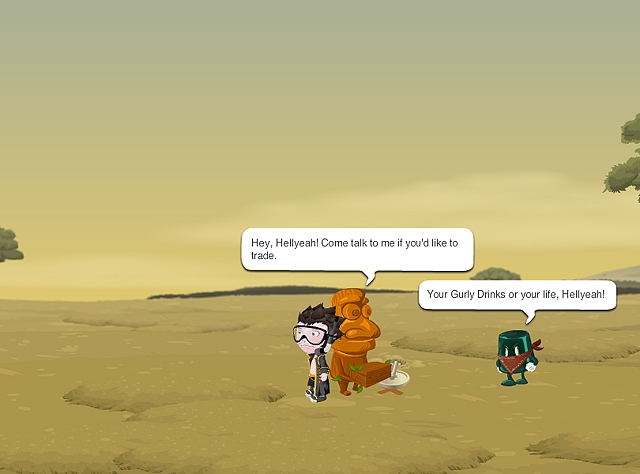 Hey, Hellyeah! Come talk to me if you'd like to
trade.
Your Gurly Drinks or your life, Hellyeah!